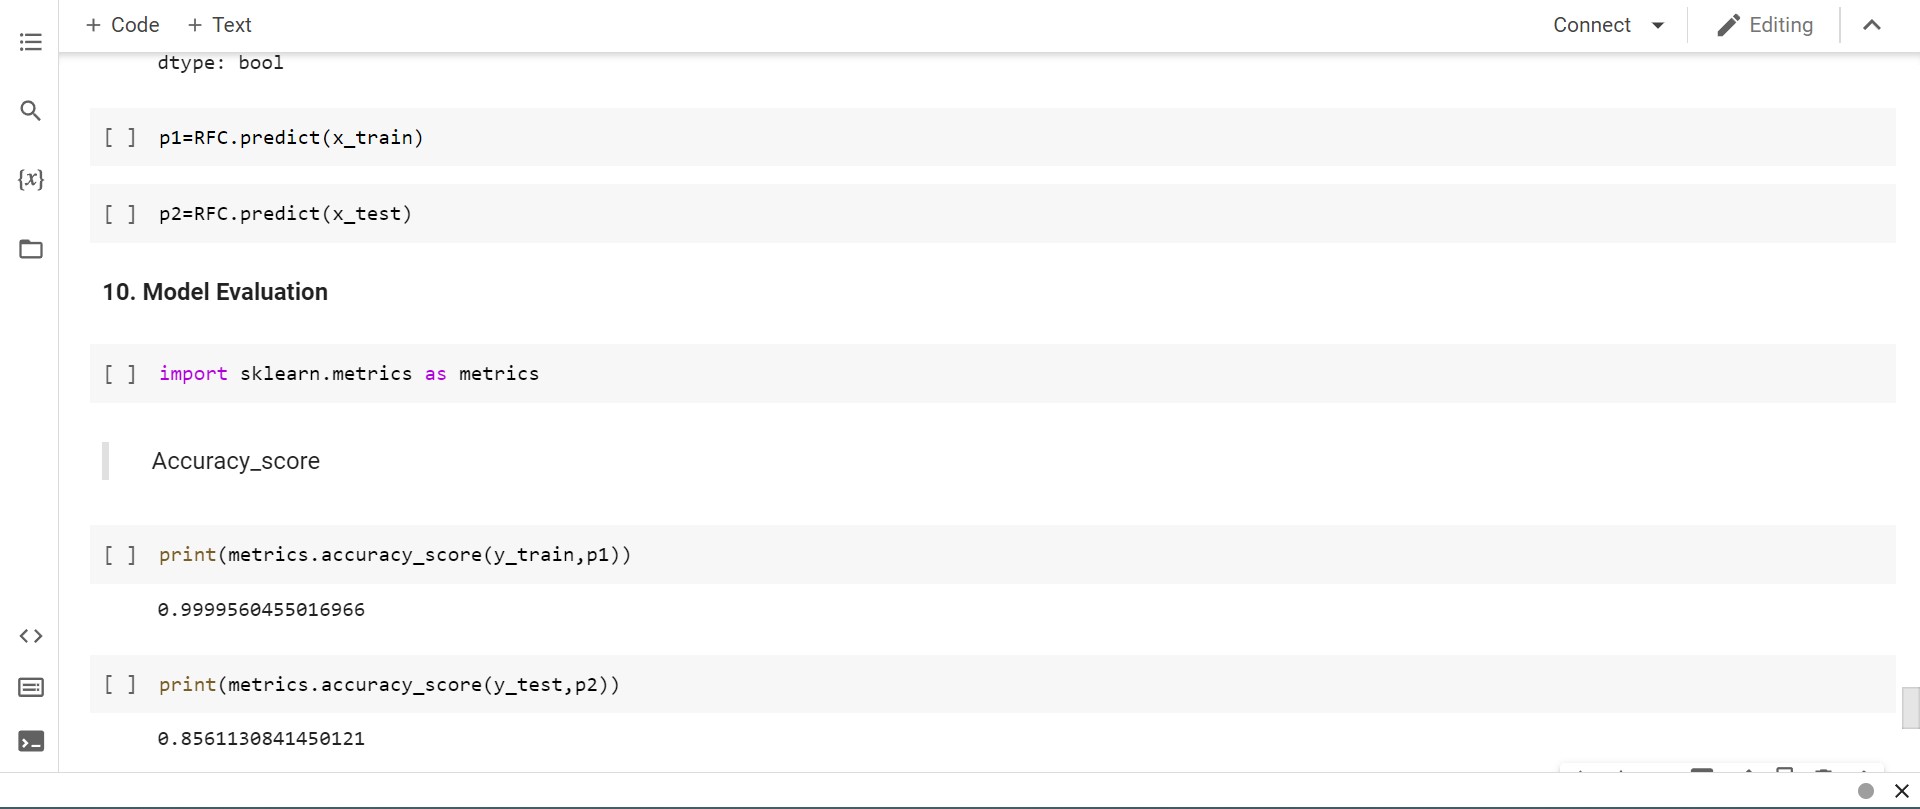 + Code + Text
Connect
Editing
dtype: bool
{x}
[ ] p1=RFC.predict(x_train)
[ ] p2=RFC.predict(x_test)
10. Model Evaluation
[ ] import sklearn.metrics as metrics
Accuracy_score
[ ] print(metrics.accuracy_score(y_train,p1))
0.9999560455016966
[ ] print(metrics.accuracy_score(y_test,p2))
0.8561130841450121